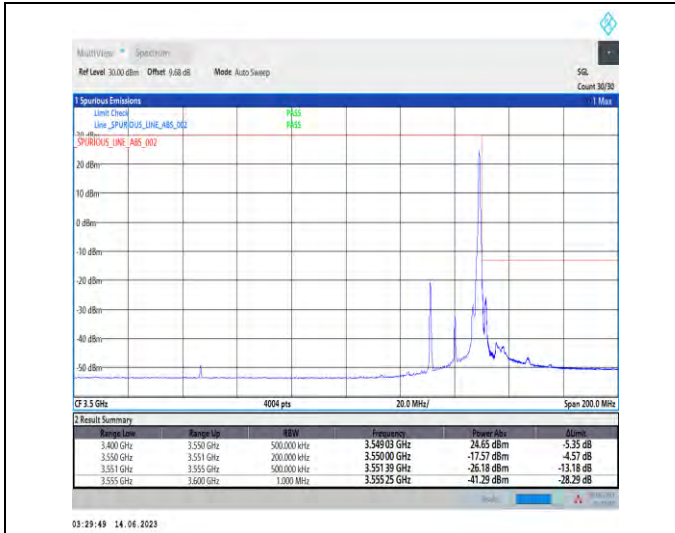 MultiView Spectrum
Ref Level 30.00 dBm Offset 9.68 dB Mode Auto Sweep SGL
Count 30/30
1 Spurious Emissions 1 Max
Limit Check PASS
Line _SPURIOUS_LINE_ABS_002 PASS
_SPURIOUS_LINE_ABS_002
20 dBm
10 dBm
0 dBm
-10 dBm
-20 dBm
-30 dBm
-40 dBm
-50 dBm
CF 3.5 GHz 4004 pts 20.0 MHz/ Span 200.0 MHz
2 Result Summary
Range Low Range Up RBW Frequency Power Abs ΔLimit
3.400 GHz 3.550 GHz 500.000 kHz 3.549 03 GHz 24.65 dBm -5.35 dB
3.550 GHz 3.551 GHz 200.000 kHz 3.550 00 GHz -17.57 dBm -4.57 dB
3.551 GHz 3.555 GHz 500.000 kHz 3.551 39 GHz -26.18 dBm -13.18 dB
3.555 GHz 3.600 GHz 1.000 MHz 3.555 25 GHz -41.29 dBm -28.29 dB
03:29:49 14.06.2023